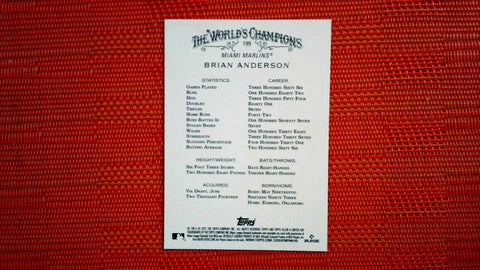 The World's Champions
199
MIAMI MARLINS®
BRIAN ANDERSON
STATISTICS. CAREER.
Games Played Three Hundred Sixty Six
Runs One Hundred Eighty Two
Hits Three Hundred Fifty Four
Doubles Eighty One
Triples Seven
Home Runs Forty Two
Runs Batted In One Hundred Seventy Seven
Stolen Bases Seven
Walks One Hundred Thirty Eight
Strikeouts Three Hundred Thirty Seven
Slugging Percentage Four Hundred Thirty One
Batting Average Two Hundred Sixty Six
HEIGHT/WEIGHT. BATS/THROWS.
Six Foot Three Inches Bats Right-Handed
Two Hundred Eight Pounds Throws Right-Handed
ACQUIRED. BORN/HOME.
Via Draft, June Born: May Nineteenth,
Two Thousand Fourteen Nineteen Ninety Three
Home: Edmond, Oklahoma.
Topps